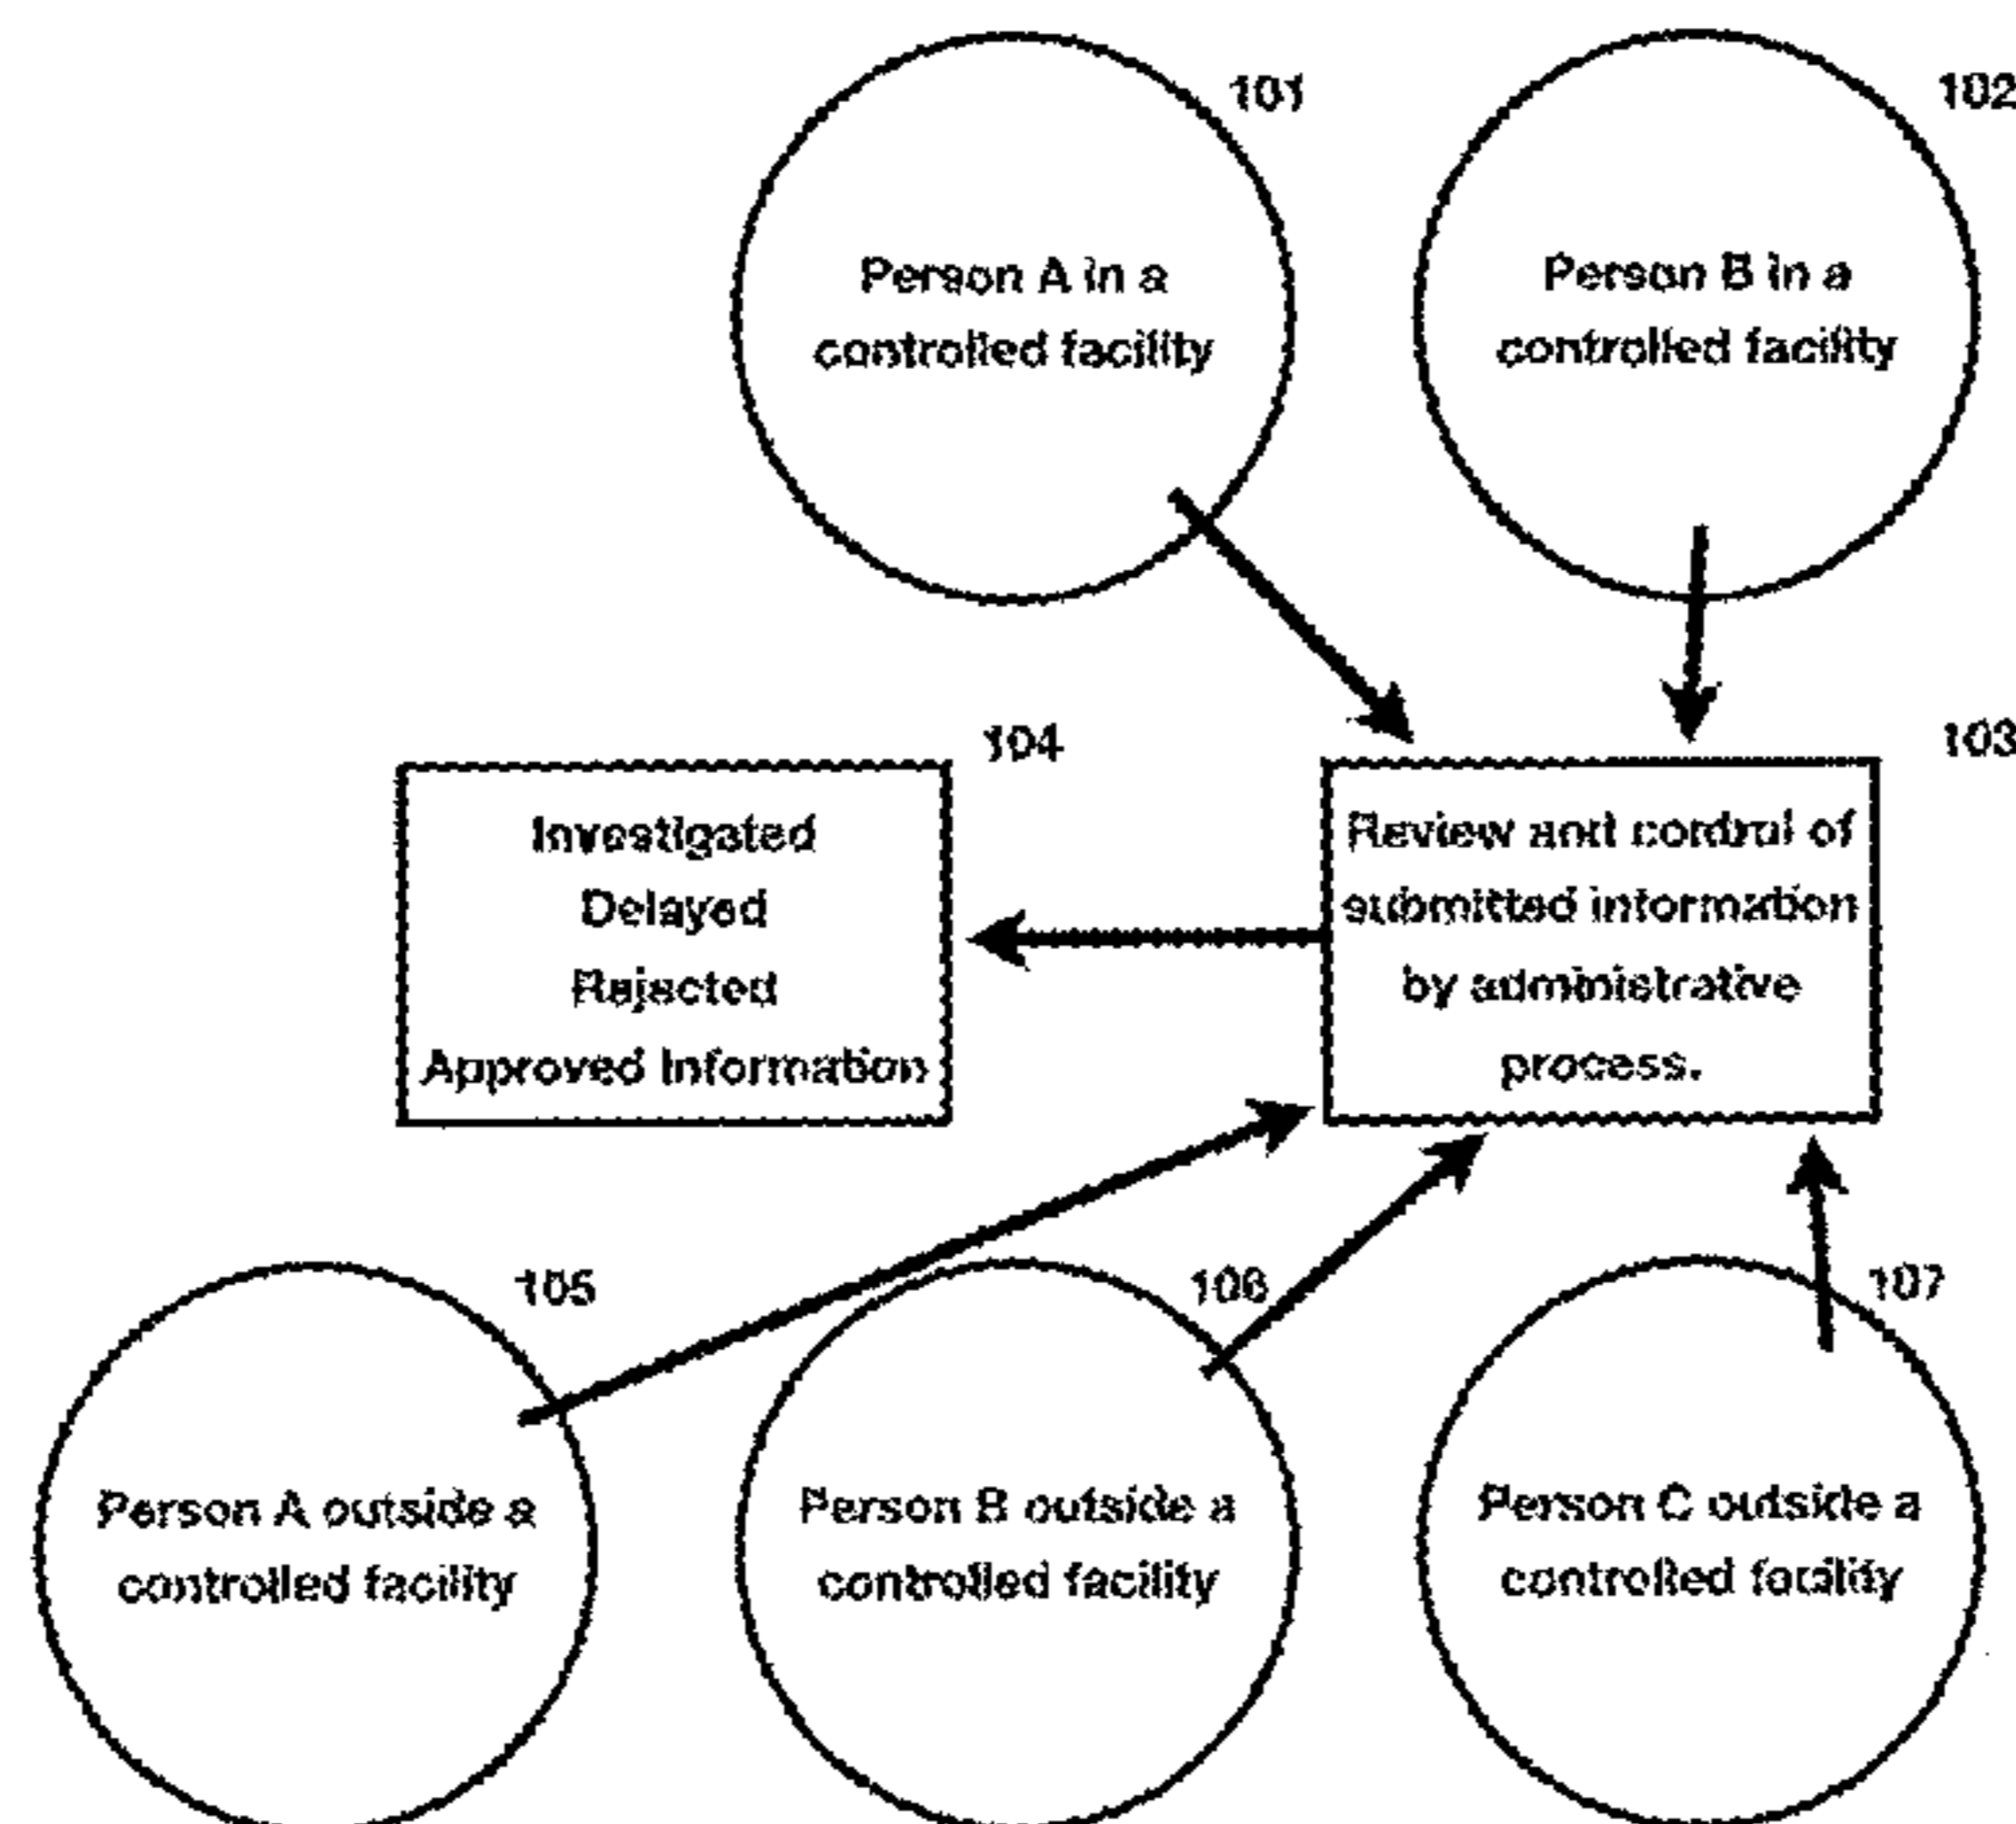 101
102
Person A in a
controlled facility
Person B in a
controlled facility
104
103
Investigated
Delayed
Rejected
Approved Information
Review and control of
submitted information
by administrative
process.
105
106
107
Person A outside a
controlled facility
Person B outside a
controlled facility
Person C outside a
controlled facility